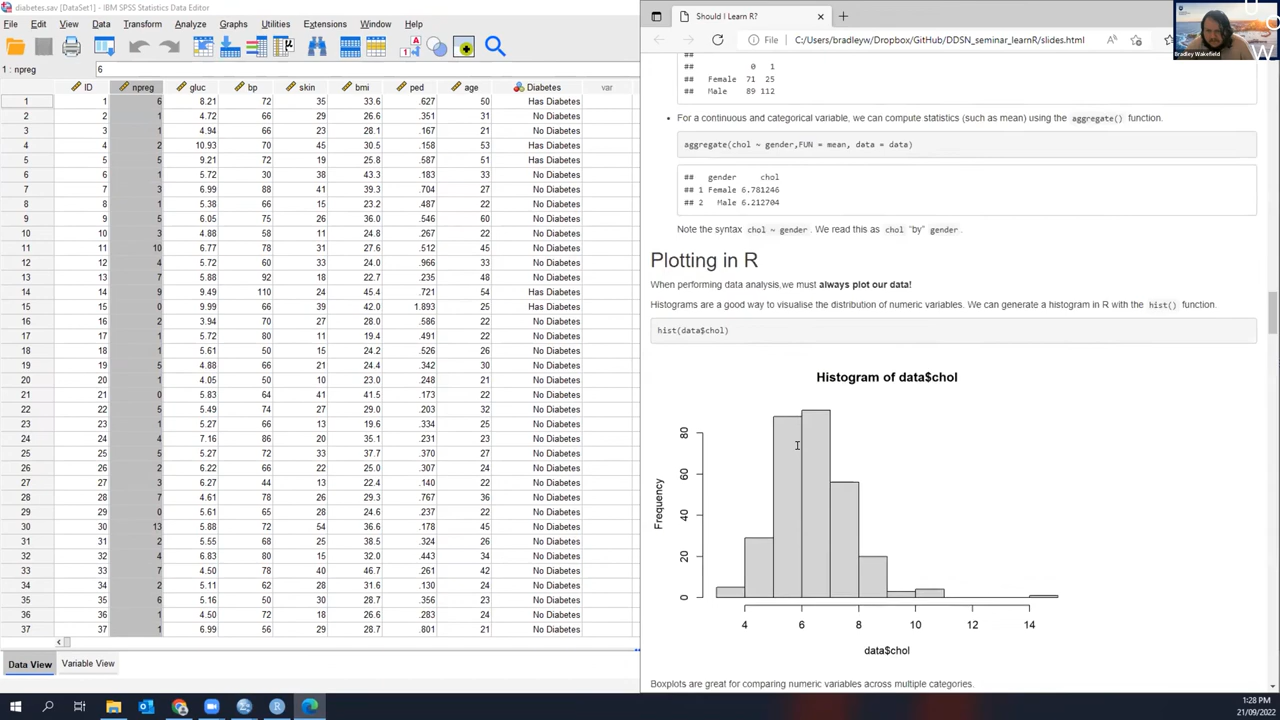 diabetes.sav [DataSet1] - IBM SPSS Statistics Data Editor
File Edit View Data Transform Analyze Graphs Utilities Extensions Window Help
1 : npreg 6
ID npreg gluc bp skin bmi ped age Diabetes var
1 1 6 8.21 72 35 33.6 .627 50 Has Diabetes
2 2 1 4.72 66 29 26.6 .351 31 No Diabetes
3 3 1 4.94 66 23 28.1 .167 21 No Diabetes
4 4 2 10.93 70 45 30.5 .158 53 Has Diabetes
5 5 5 9.21 72 19 25.8 .587 51 Has Diabetes
6 6 1 5.72 30 38 43.3 .183 33 No Diabetes
7 7 3 6.99 88 41 39.3 .704 27 No Diabetes
8 8 1 5.38 66 15 23.2 .487 22 No Diabetes
9 9 5 6.05 75 26 36.0 .546 60 No Diabetes
10 10 3 4.88 58 11 24.8 .267 22 No Diabetes
11 11 10 6.77 78 31 27.6 .512 45 No Diabetes
12 12 4 5.72 60 33 24.0 .966 33 No Diabetes
13 13 7 5.88 92 18 22.7 .235 48 No Diabetes
14 14 9 9.49 110 24 45.4 .721 54 Has Diabetes
15 15 0 9.99 66 39 42.0 1.893 25 Has Diabetes
16 16 2 3.94 70 27 28.0 .586 22 No Diabetes
17 17 1 5.72 80 11 19.4 .491 22 No Diabetes
18 18 1 5.61 50 15 24.2 .526 26 No Diabetes
19 19 5 4.88 66 21 24.4 .342 30 No Diabetes
20 20 1 4.05 50 10 23.0 .248 21 No Diabetes
21 21 0 5.83 64 41 41.5 .173 22 No Diabetes
22 22 5 5.49 74 27 29.0 .203 32 No Diabetes
23 23 1 5.27 66 13 19.6 .334 25 No Diabetes
24 24 4 7.16 86 20 35.1 .231 23 No Diabetes
25 25 5 5.27 72 33 37.7 .370 27 No Diabetes
26 26 2 6.22 66 22 25.0 .307 24 No Diabetes
27 27 3 6.27 44 13 22.4 .140 22 No Diabetes
28 28 7 4.61 78 26 29.3 .767 36 No Diabetes
29 29 0 5.61 65 28 24.6 .237 22 No Diabetes
30 30 13 5.88 72 54 36.6 .178 45 No Diabetes
31 31 2 5.55 68 25 38.5 .324 26 No Diabetes
32 32 4 6.83 80 15 32.0 .443 34 No Diabetes
33 33 7 4.50 78 40 46.7 .261 42 No Diabetes
34 34 2 5.11 62 28 31.6 .130 24 No Diabetes
35 35 6 5.16 50 30 28.7 .356 23 No Diabetes
36 36 1 4.50 72 18 26.6 .283 24 No Diabetes
37 37 1 6.99 56 29 28.7 .801 21 No Diabetes
Data View Variable View
Should I Learn R?
File C:/Users/bradleyw/Dropbox/GitHub/DDSN_seminar_learnR/slides.html
Bradley Wakefield
##
## 0 1
## Female 71 25
## Male 89 112
For a continuous and categorical variable, we can compute statistics (such as mean) using the aggregate() function.
aggregate(chol ~ gender,FUN = mean, data = data)
## gender chol
## 1 Female 6.781246
## 2 Male 6.212704
Note the syntax chol ~ gender. We read this as chol "by" gender.
Plotting in R
When performing data analysis,we must always plot our data!
Histograms are a good way to visualise the distribution of numeric variables. We can generate a histogram in R with the hist() function.
hist(data$chol)
Histogram of data$chol
Frequency
80
60
40
20
0
4 6 8 10 12 14
data$chol
Boxplots are great for comparing numeric variables across multiple categories.
1:28 PM
21/09/2022